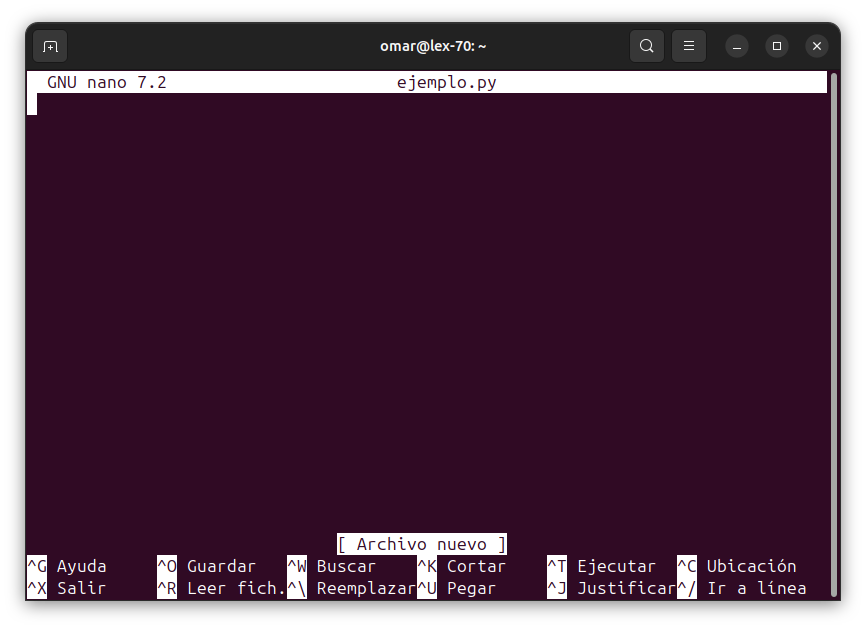 omar@lex-70: ~
GNU nano 7.2 ejemplo.py
[ Archivo nuevo ]
^G Ayuda ^O Guardar ^W Buscar ^K Cortar ^T Ejecutar ^C Ubicación
^X Salir ^R Leer fich. ^\ Reemplazar ^U Pegar ^J Justificar ^/ Ir a línea